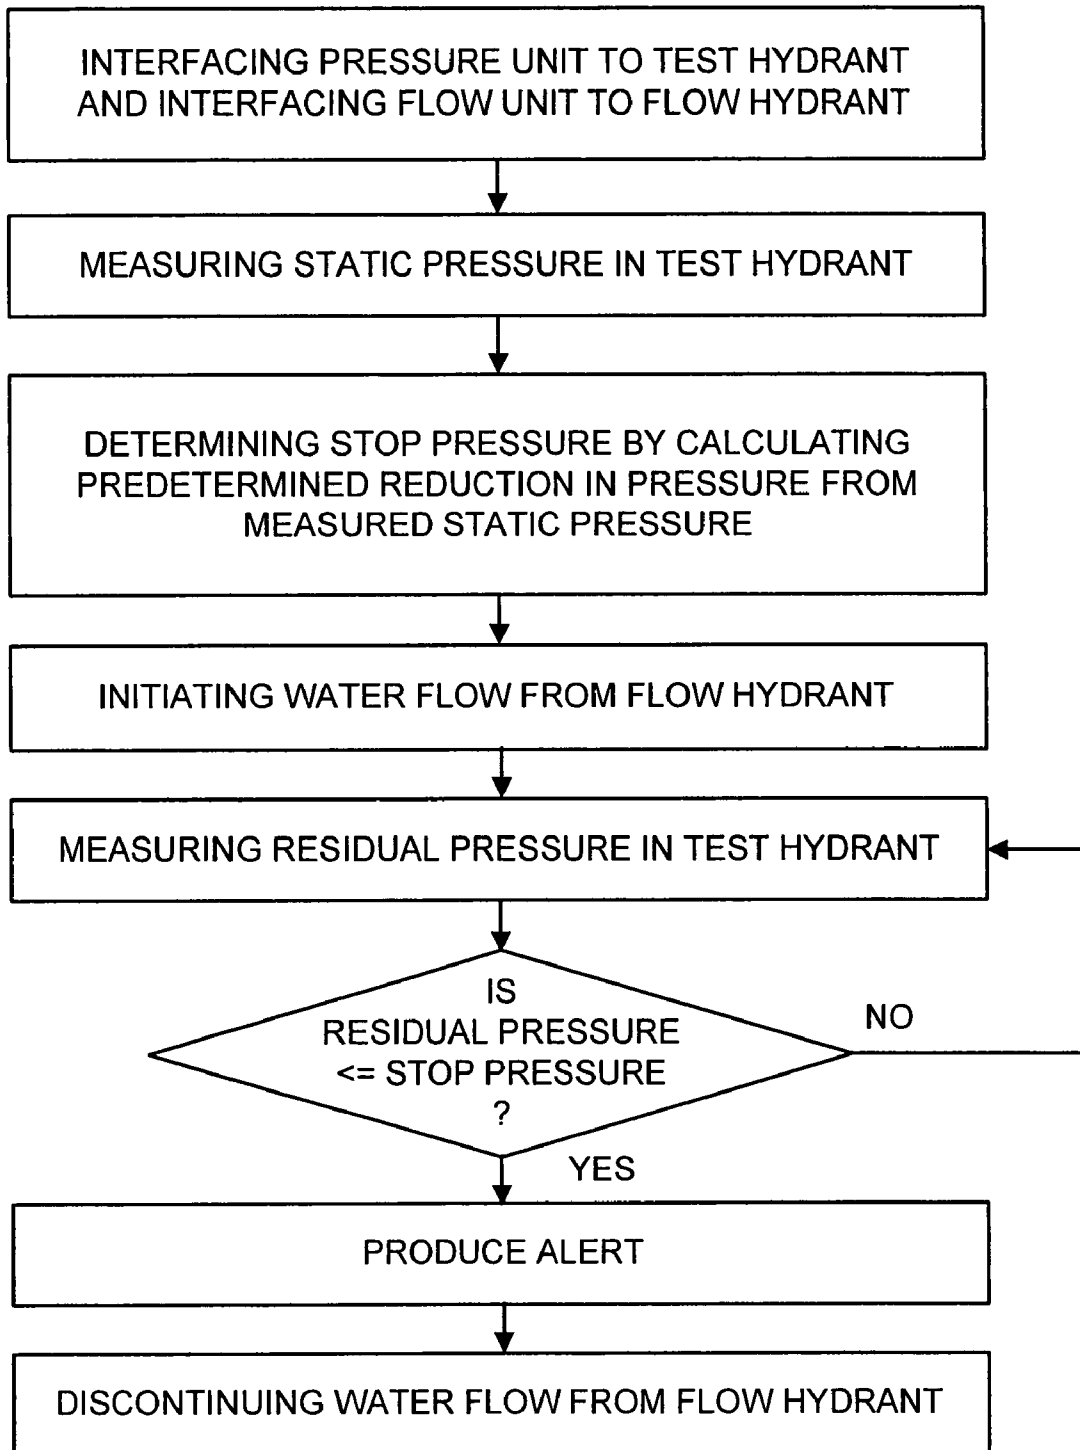 INTERFACING PRESSURE UNIT TO TEST HYDRANT
AND INTERFACING FLOW UNIT TO FLOW HYDRANT
MEASURING STATIC PRESSURE IN TEST HYDRANT
DETERMINING STOP PRESSURE BY CALCULATING
PREDETERMINED REDUCTION IN PRESSURE FROM
MEASURED STATIC PRESSURE
INITIATING WATER FLOW FROM FLOW HYDRANT
MEASURING RESIDUAL PRESSURE IN TEST HYDRANT
IS
RESIDUAL PRESSURE
<= STOP PRESSURE
?
NO
YES
PRODUCE ALERT
DISCONTINUING WATER FLOW FROM FLOW HYDRANT